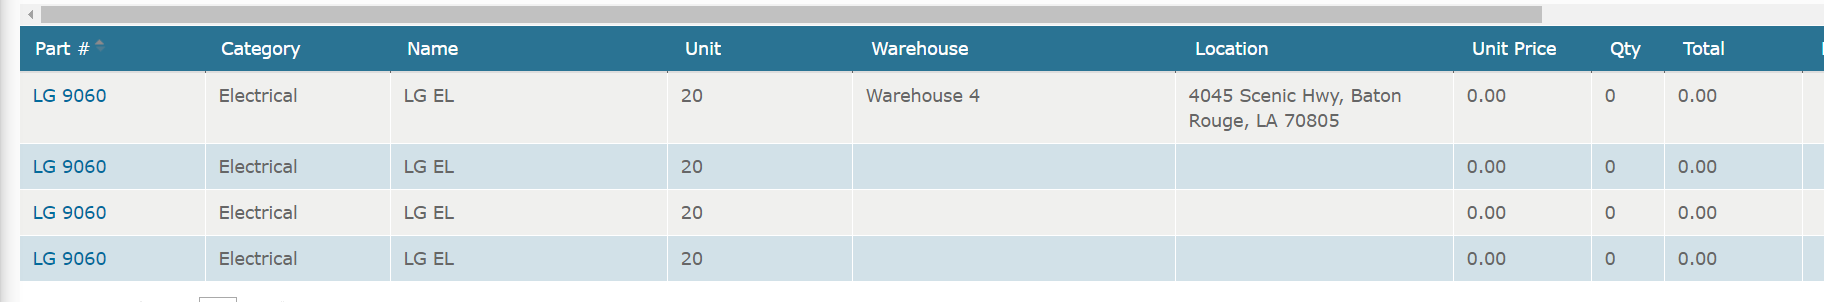 Part # Category Name Unit Warehouse Location Unit Price Qty Total
LG 9060 Electrical LG EL 20 Warehouse 4 4045 Scenic Hwy, Baton 0.00 0 0.00
Rouge, LA 70805
LG 9060 Electrical LG EL 20 0.00 0 0.00
LG 9060 Electrical LG EL 20 0.00 0 0.00
LG 9060 Electrical LG EL 20 0.00 0 0.00